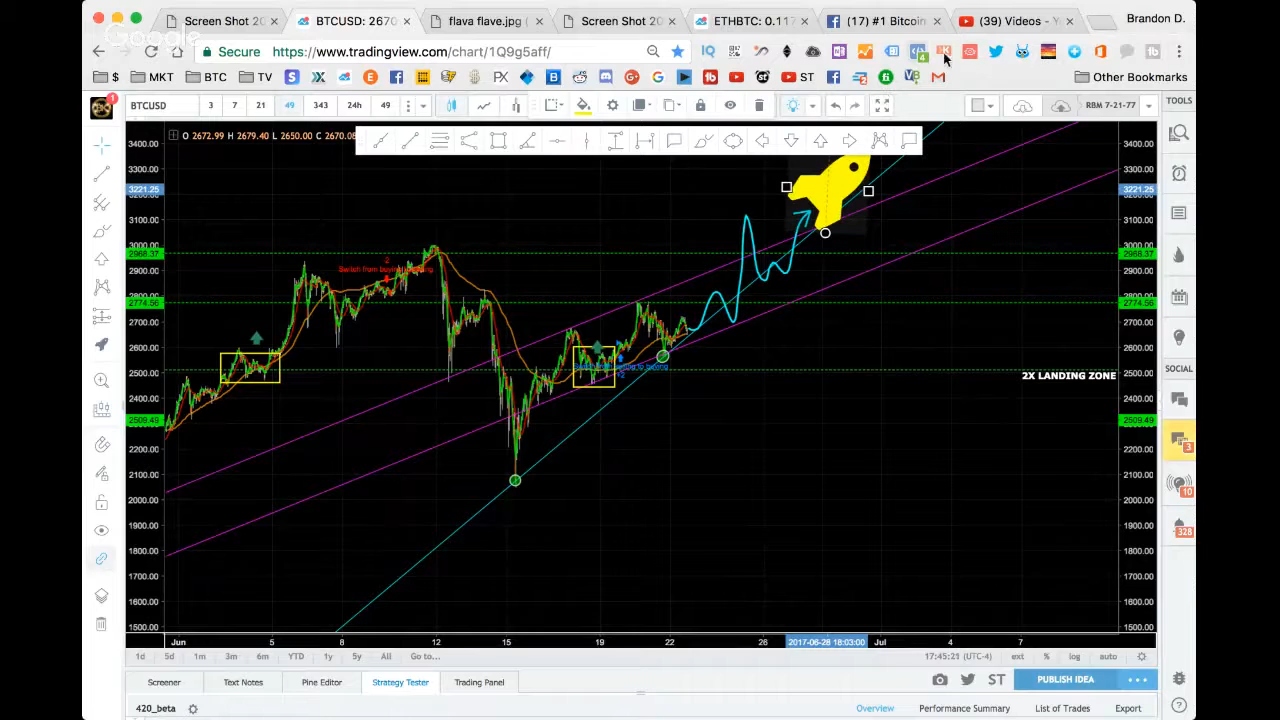 Screen Shot 20
BTCUSD: 2670
flava flave.jpg (
Screen Shot 20
ETHBTC: 0.11
(17) #1 Bitcoin
(39) Videos - Y
Brandon D.
Google
Secure
https://www.tradingview.com/chart/1Q9g5aff/
$
MKT
BTC
TV
PX
ST
Other Bookmarks
BTCUSD
3
7
21
49
343
24h
49
RBM 7-21-77
TOOLS
O 2672.99 H 2679.40 L 2650.00 C 2670.08
3400.00
3300.00
3221.25
3200.00
3100.00
3000.00
2968.37
2900.00
2800.00
2774.56
2700.00
2600.00
2500.00
2509.49
2400.00
2300.00
2200.00
2100.00
2000.00
1900.00
1800.00
1700.00
1600.00
1500.00
2X LANDING ZONE
SOCIAL
3
10
328
Jun
5
8
12
15
19
22
26
2017-06-28 18:03:00
Jul
4
7
1d
5d
1m
3m
6m
YTD
1y
5y
All
Go to...
17:45:21 (UTC-4)
ext
%
log
auto
Screener
Text Notes
Pine Editor
Strategy Tester
Trading Panel
ST
PUBLISH IDEA
420_beta
Overview
Performance Summary
List of Trades
Export